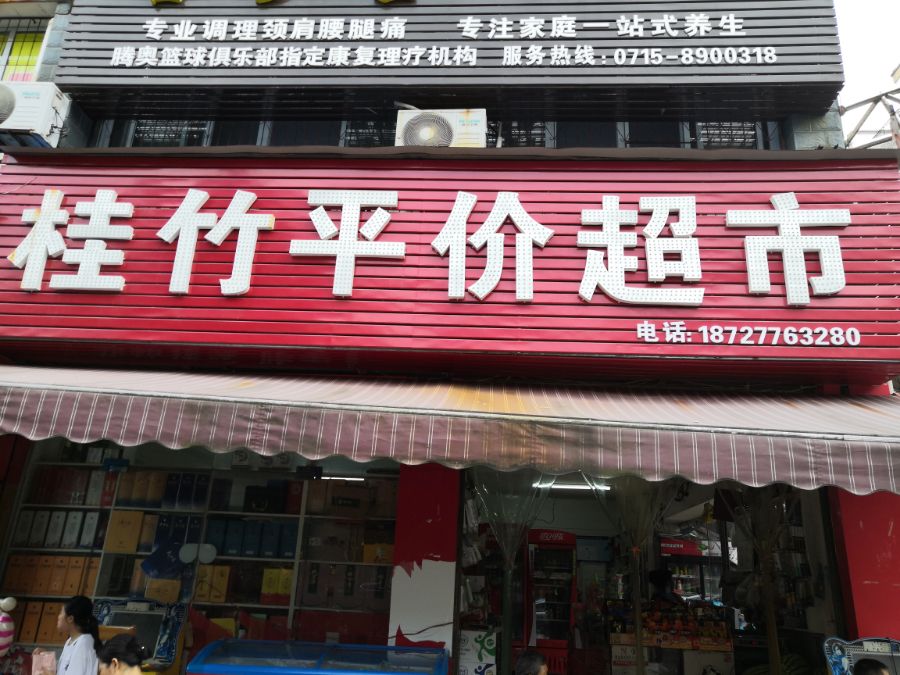 专业调理颈肩腰腿痛 专注家庭一站式养生
腾奥篮球俱乐部指定康复理疗机构 服务热线:0715-8900318
桂竹平价超市
电话:18727763280